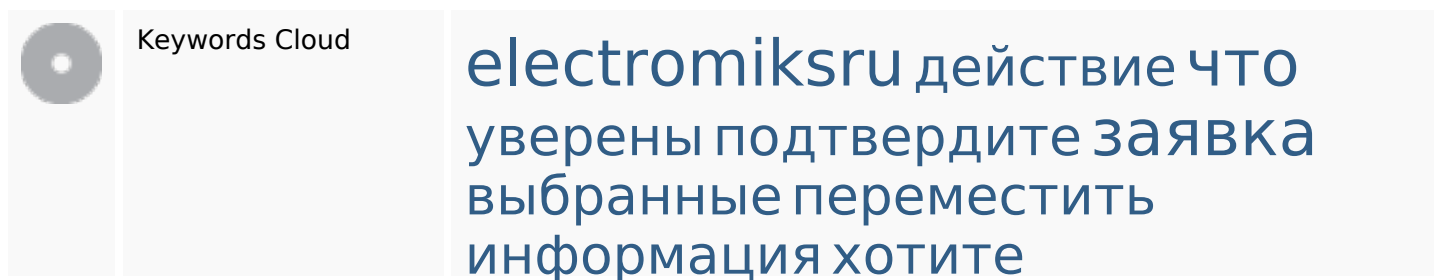 Keywords Cloud
electromiksru действие что
уверены подтвердите заявка
выбранные переместить
информация хотите